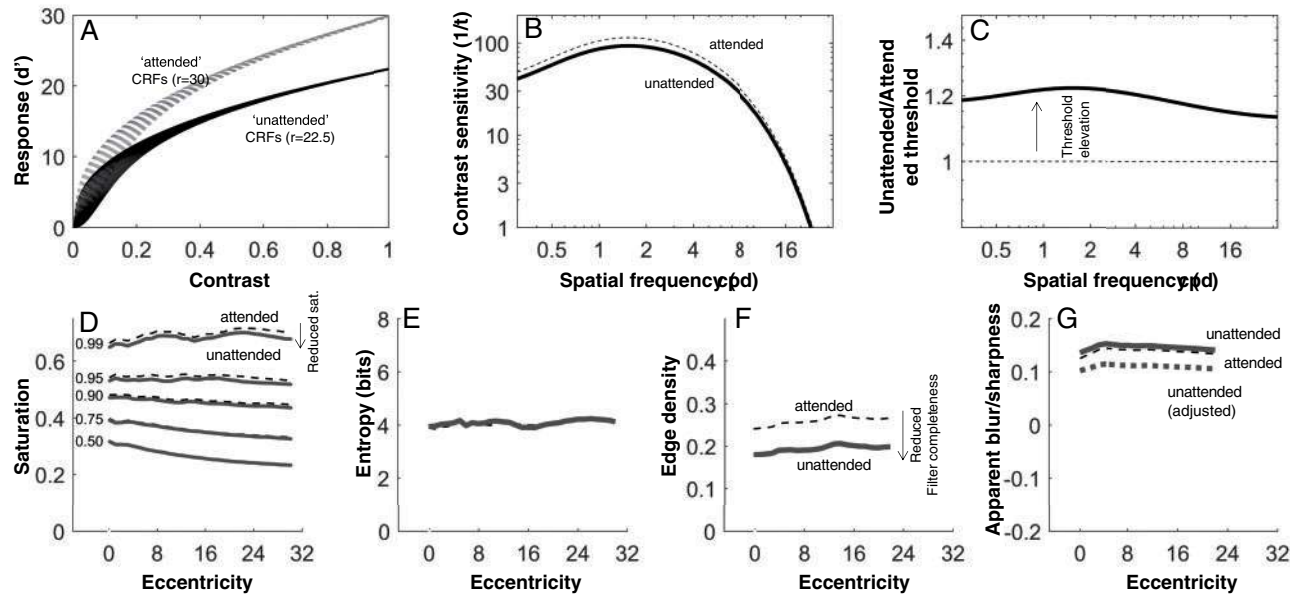 A
Response (d')
30
20
10
0
'attended'
CRFs (r=30)
'unattended'
CRFs (r=22.5)
0
0.2
0.4
0.6
0.8
1
Contrast
B
Contrast sensitivity (1/t)
100
30
10
3
1
attended
unattended
0.5
1
2
4
8
16
Spatial frequency (cpd)
C
Unattended/Attend
ed threshold
1.4
1.2
1
Threshold
elevation
0.5
1
2
4
8
16
Spatial frequency (cpd)
D
Saturation
0.6
0.4
0.2
0
0.99
0.95
0.90
0.75
0.50
attended
unattended
Reduced sat.
0
8
16
24
32
Eccentricity
E
Entropy (bits)
8
6
4
2
0
0
8
16
24
32
Eccentricity
F
Edge density
0.4
0.3
0.2
0.1
0
attended
unattended
Reduced
Filter completeness
0
8
16
24
32
Eccentricity
G
Apparent blur/sharpness
0.2
0.1
0
-0.1
-0.2
unattended
attended
unattended
(adjusted)
0
8
16
24
32
Eccentricity